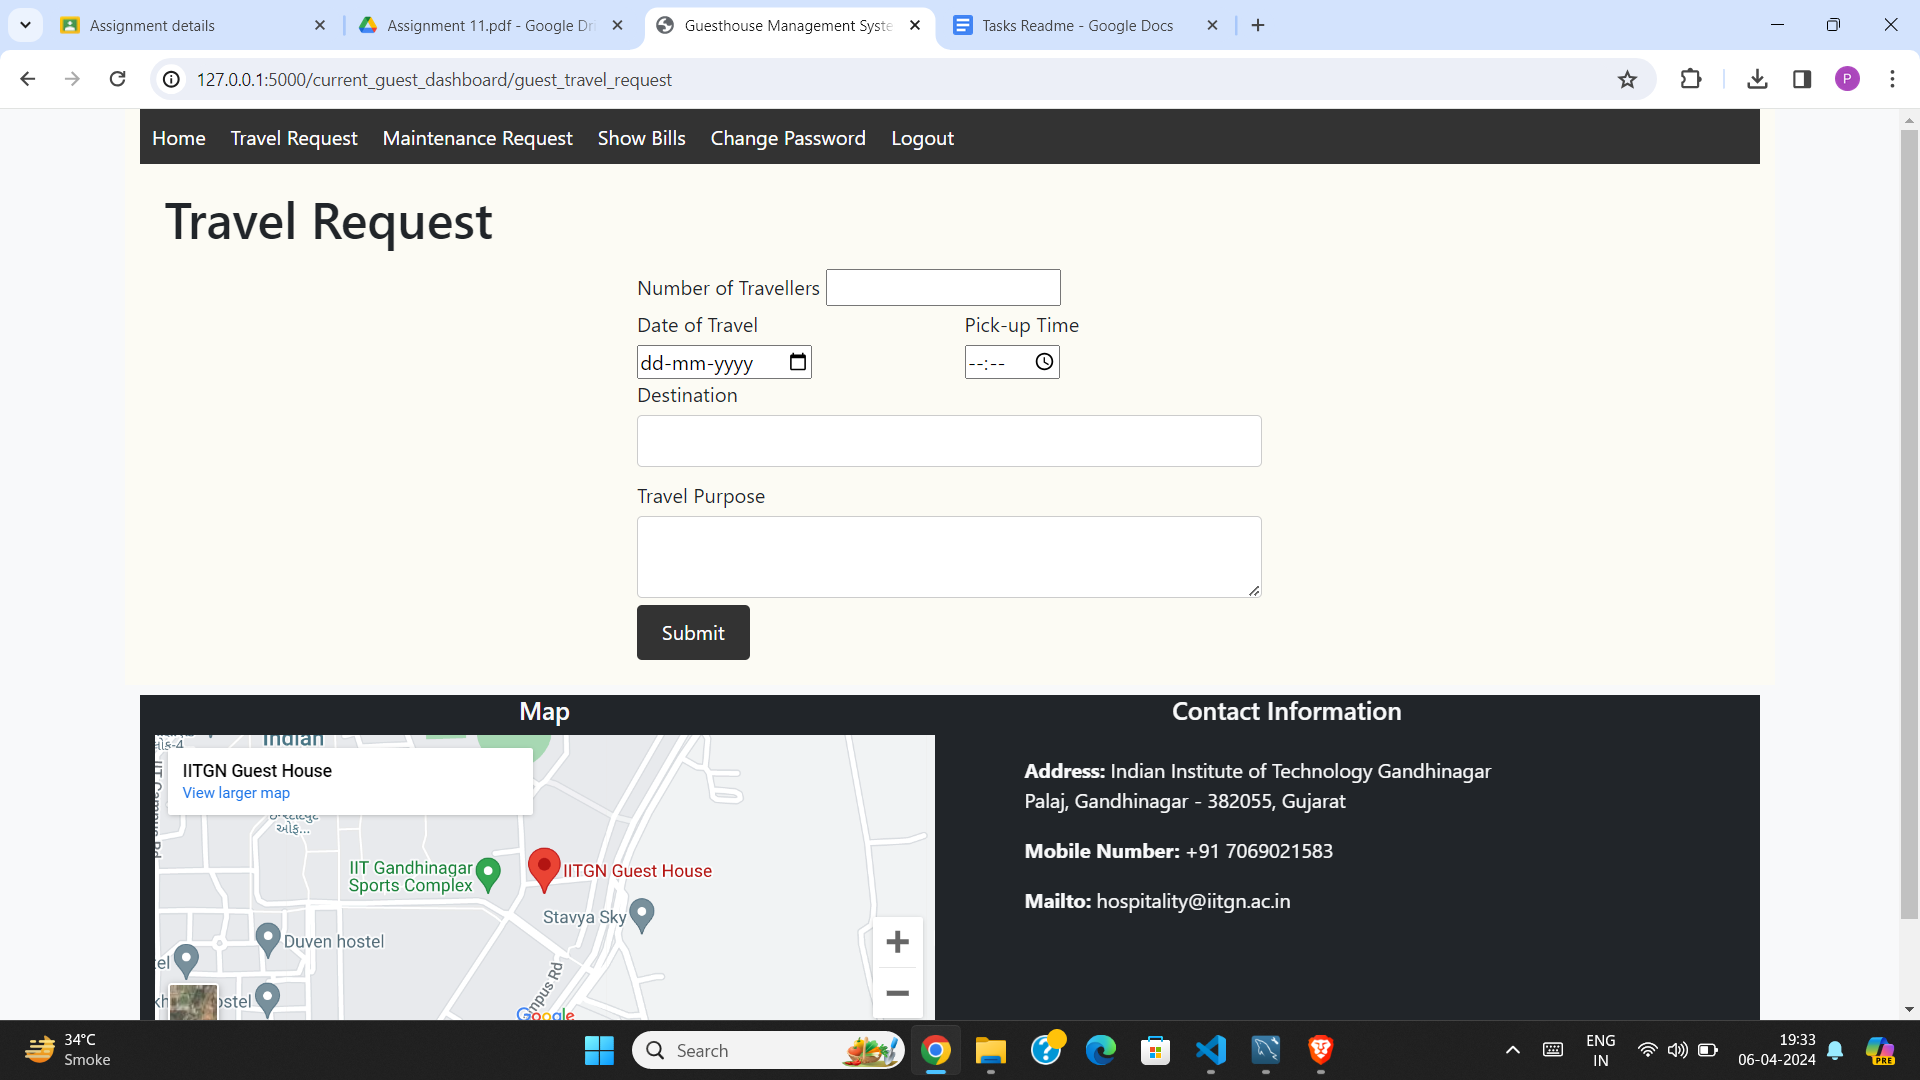 Assignment details
Assignment 11.pdf - Google Dri
Guesthouse Management Syste
Tasks Readme - Google Docs
127.0.0.1:5000/current_guest_dashboard/guest_travel_request
P
Home
Travel Request
Maintenance Request
Show Bills
Change Password
Logout
Travel Request
Number of Travellers
Date of Travel
Pick-up Time
dd-mm-yyyy
--:--
Destination
Travel Purpose
Submit
Map
IITGN Guest House
View larger map
IIT Gandhinagar
Sports Complex
IITGN Guest House
Stavya Sky
Duven hostel
Google
Contact Information
Address: Indian Institute of Technology Gandhinagar
Palaj, Gandhinagar - 382055, Gujarat
Mobile Number: +91 7069021583
Mailto: hospitality@iitgn.ac.in
34°C
Smoke
Search
ENG
IN
19:33
06-04-2024
PRE